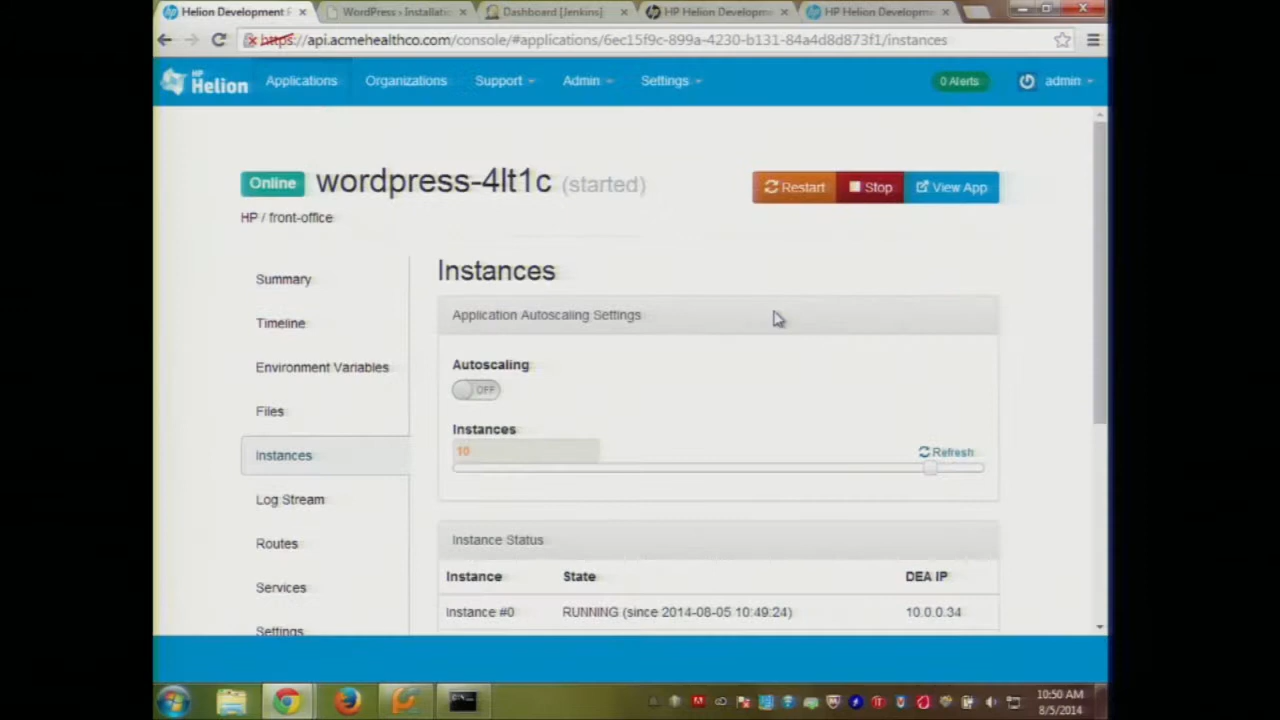 Helion Development P
WordPress › Installatio
Dashboard [Jenkins]
HP Helion Developme
HP Helion Developme
https://api.acmehealthco.com/console/#applications/6ec15f9c-899a-4230-b131-84a4d8d873f1/instances
HP Helion
Applications
Organizations
Support
Admin
Settings
0 Alerts
admin
Online
wordpress-4lt1c (started)
Restart
Stop
View App
HP / front-office
Summary
Timeline
Environment Variables
Files
Instances
Log Stream
Routes
Services
Settings
Instances
Application Autoscaling Settings
Autoscaling
OFF
Instances
10
Refresh
Instance Status
Instance State DEA IP
Instance #0 RUNNING (since 2014-08-05 10:49:24) 10.0.0.34
10:50 AM
8/5/2014